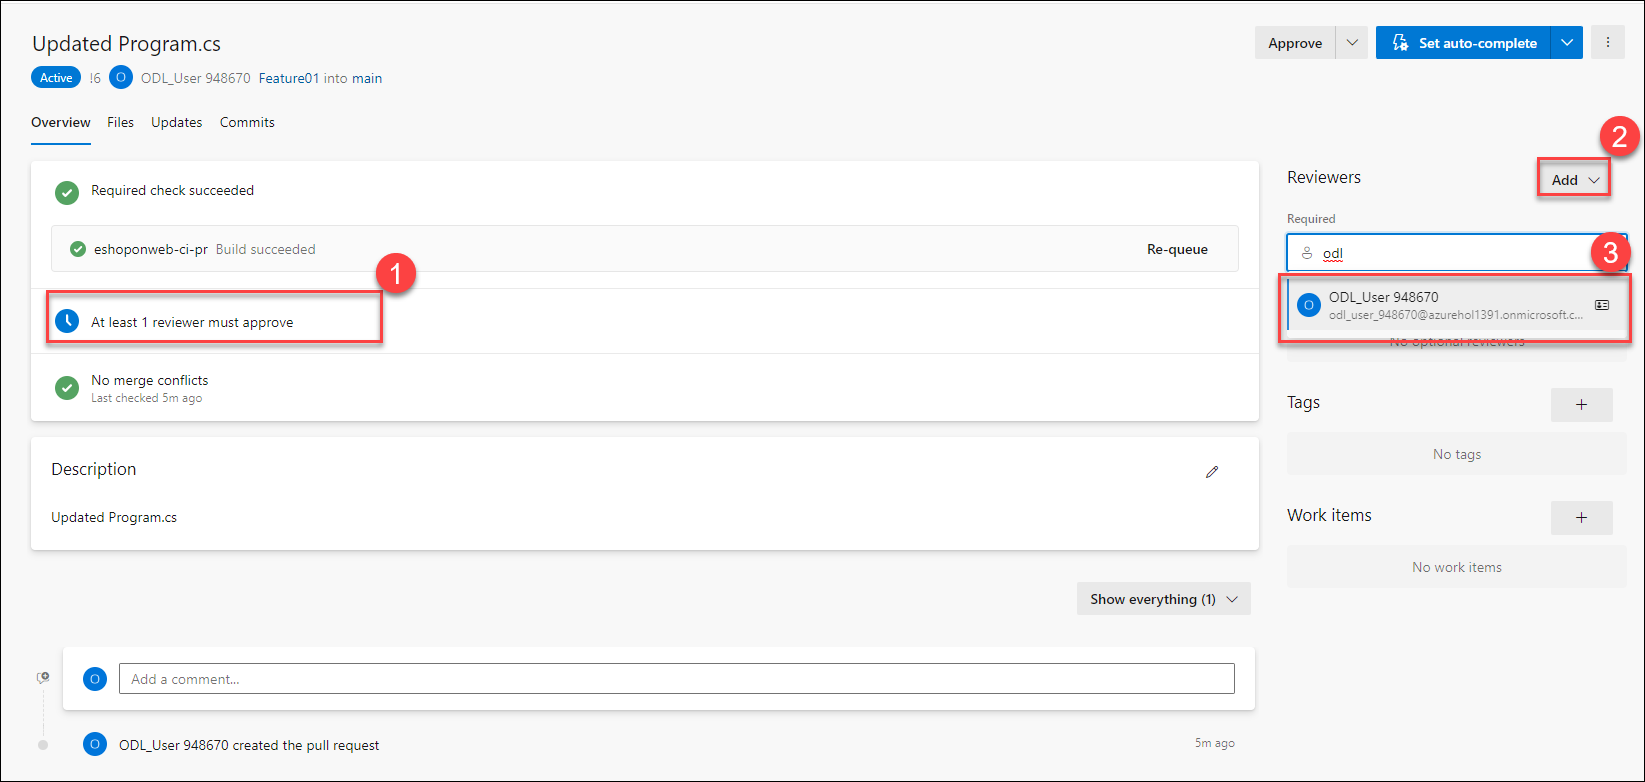 Updated Program.cs
Approve
Set auto-complete
Active !6 O ODL_User 948670 Feature01 into main
Overview Files Updates Commits
2
Required check succeeded
Reviewers
Add
Required
eshoponweb-ci-pr Build succeeded
Re-queue
odl
3
1
At least 1 reviewer must approve
O ODL_User 948670
odl_user_948670@azurehol1391.onmicrosoft.c...
No optional reviewers
No merge conflicts
Last checked 5m ago
Tags
+
No tags
Description
Updated Program.cs
Work items
+
No work items
Show everything (1)
O Add a comment...
O ODL_User 948670 created the pull request
5m ago